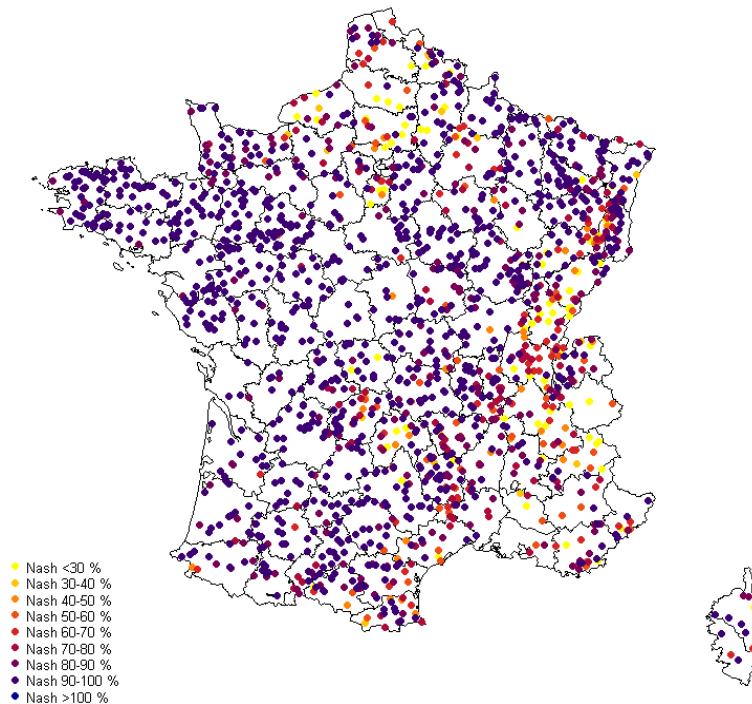 Nash <30 %
Nash 30-40 %
Nash 40-50 %
Nash 50-60 %
Nash 60-70 %
Nash 70-80 %
Nash 80-90 %
Nash 90-100 %
Nash >100 %